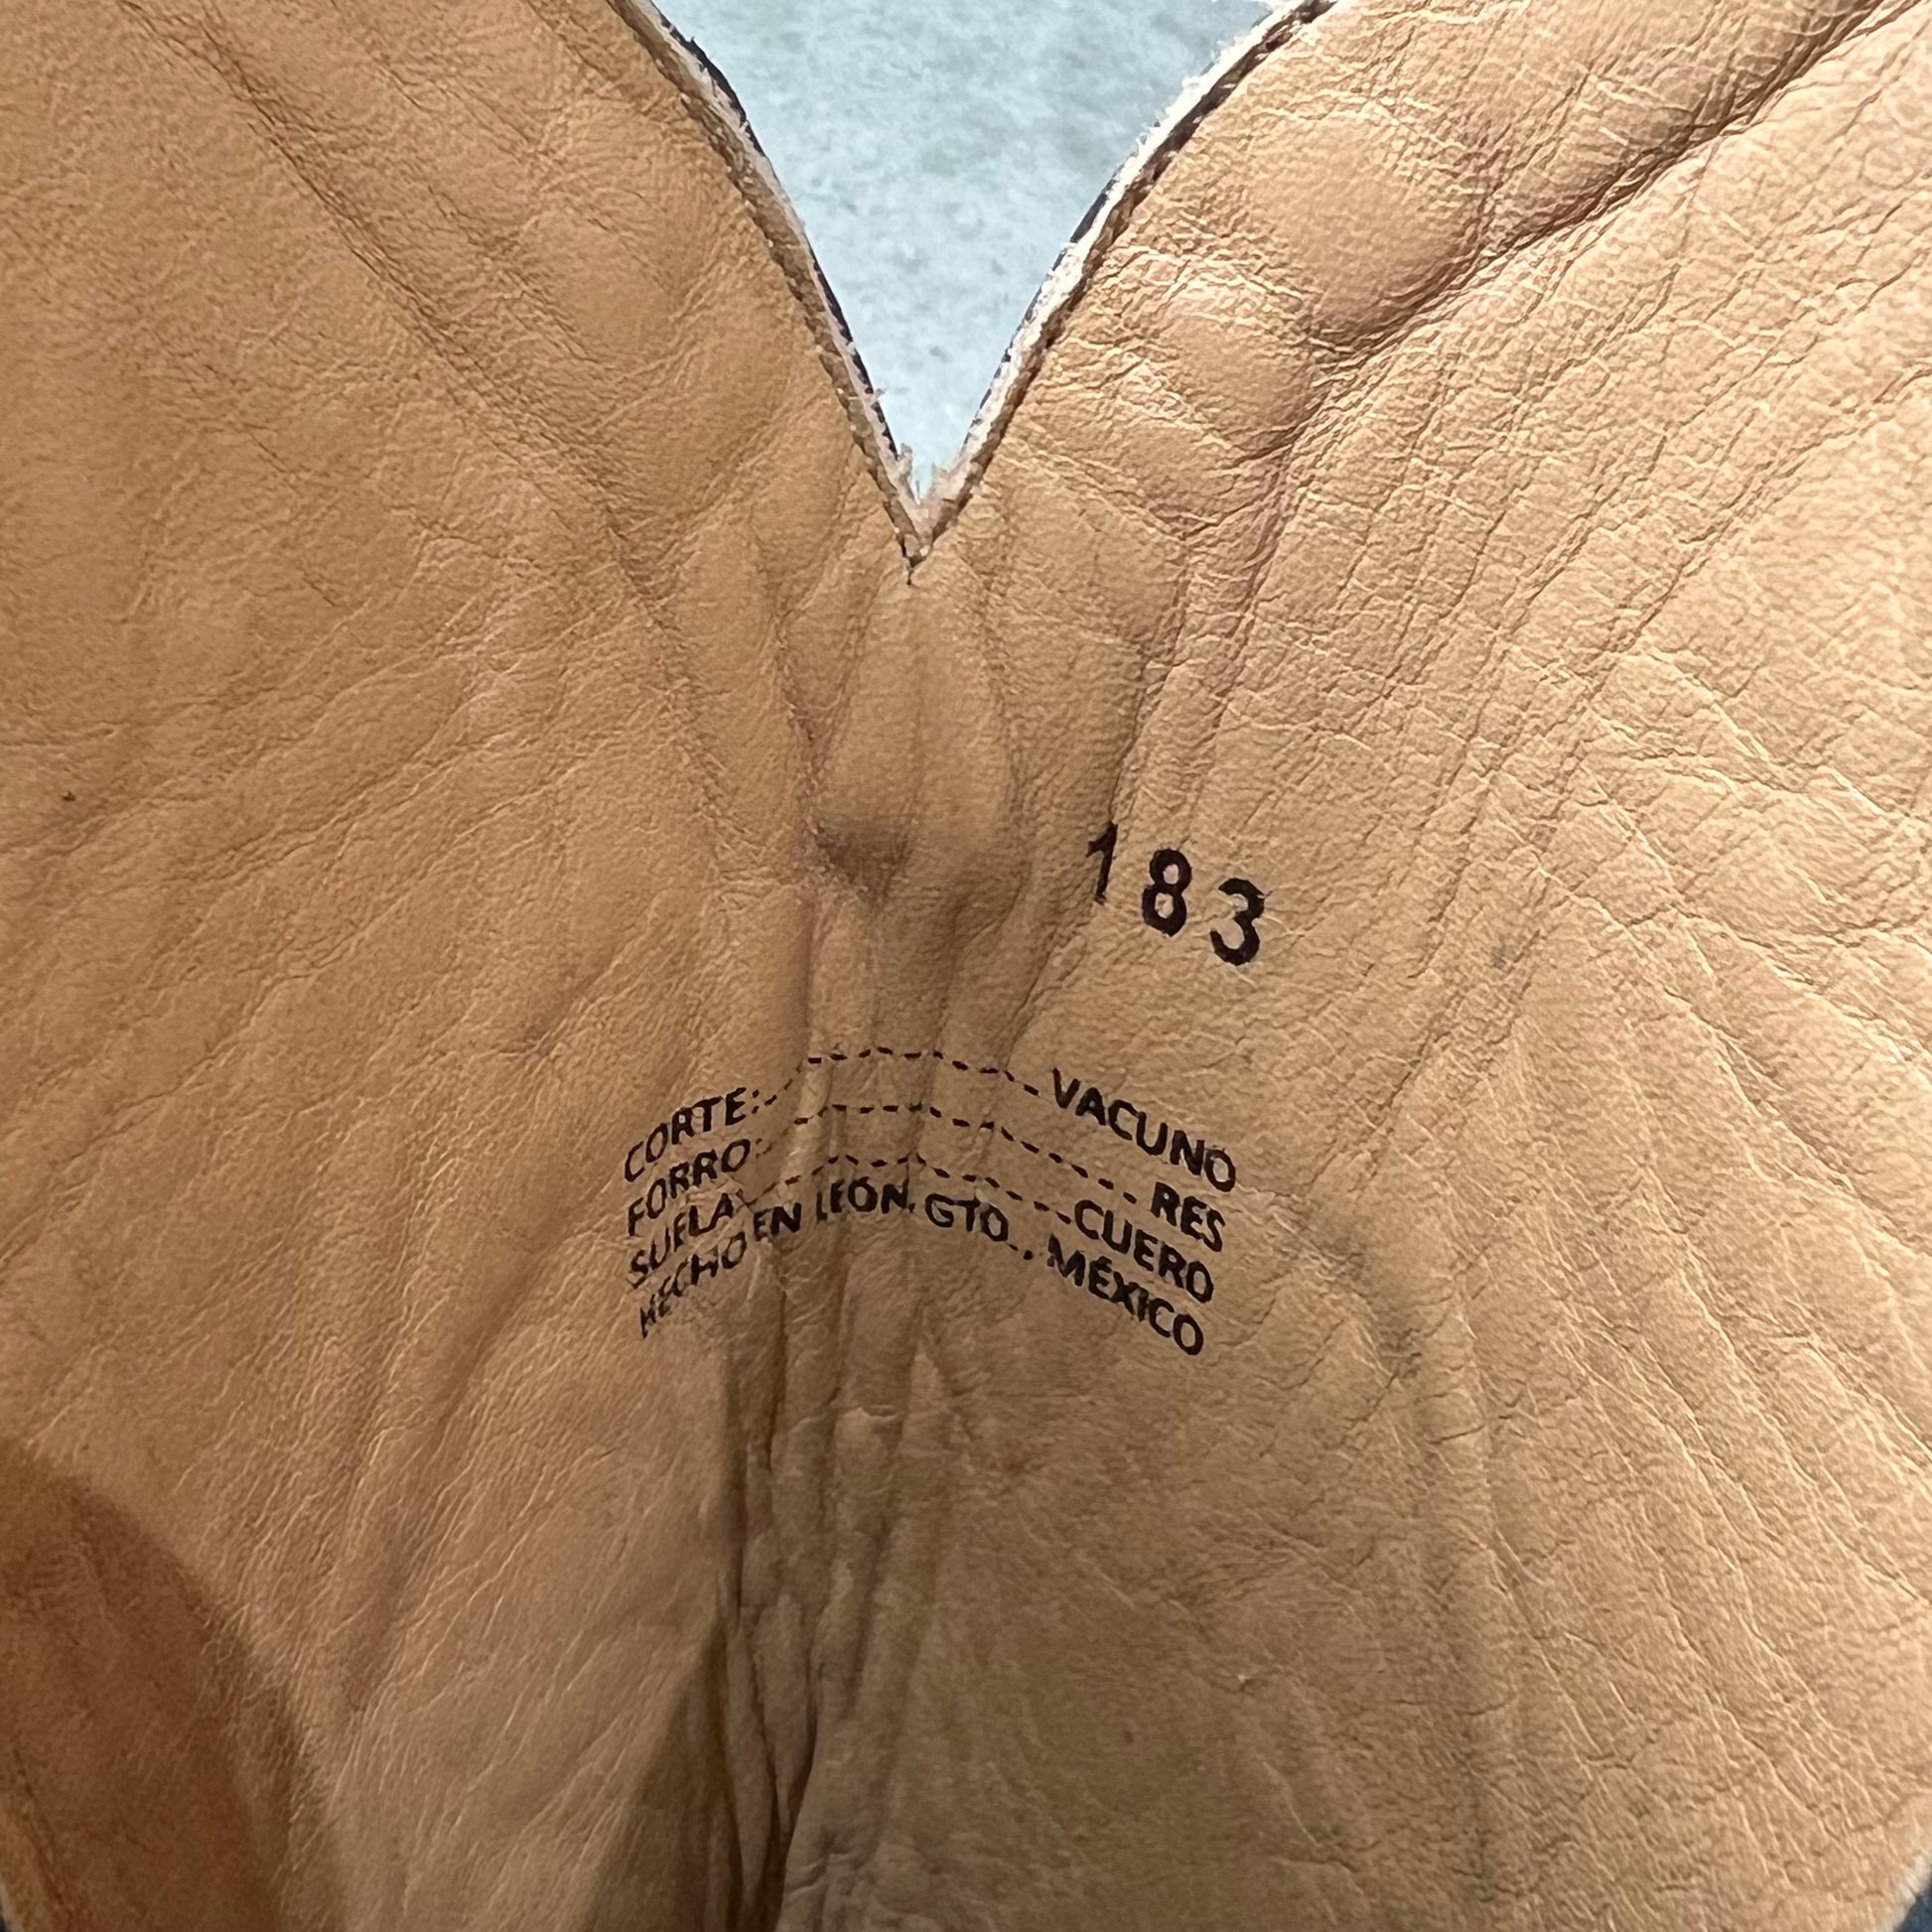 183
CORTE:----------VACUNO
FORRO:------------- RES
SUELA:-----------CUERO
HECHO EN LEÓN, GTO., MÉXICO